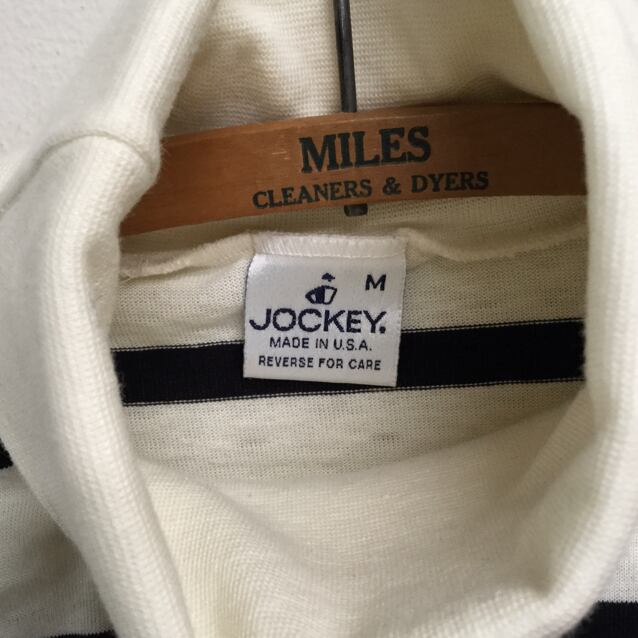 MILES
CLEANERS & DYERS
M
JOCKEY.
MADE IN U.S.A.
REVERSE FOR CARE